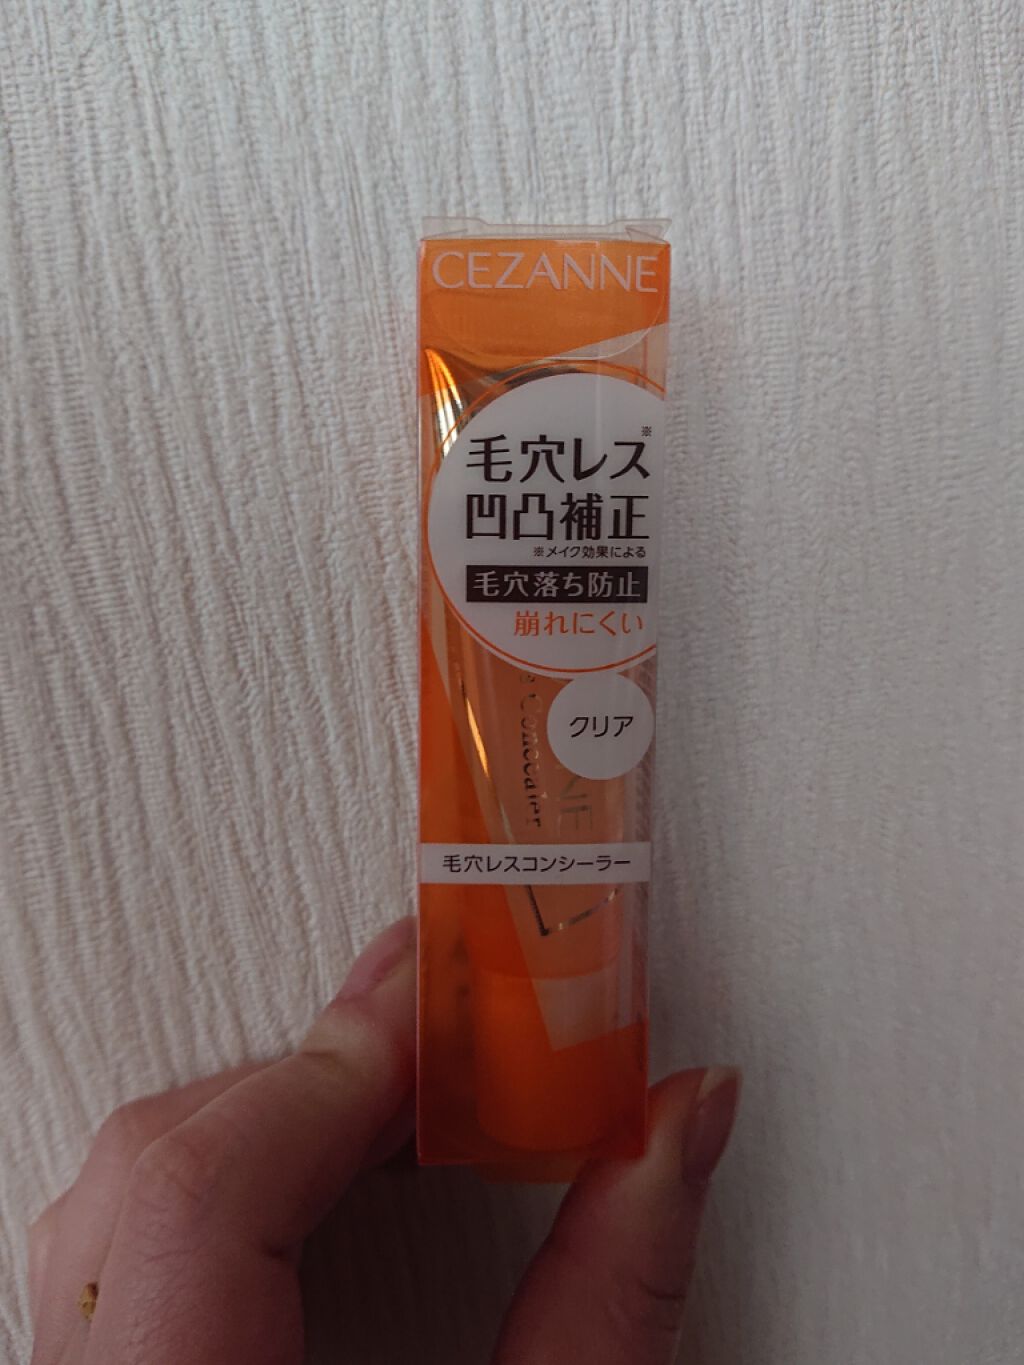 CEZANNE
毛穴レス※
凹凸補正
※メイク効果による
毛穴落ち防止
崩れにくい
クリア
Concealer
NE
毛穴レスコンシーラー